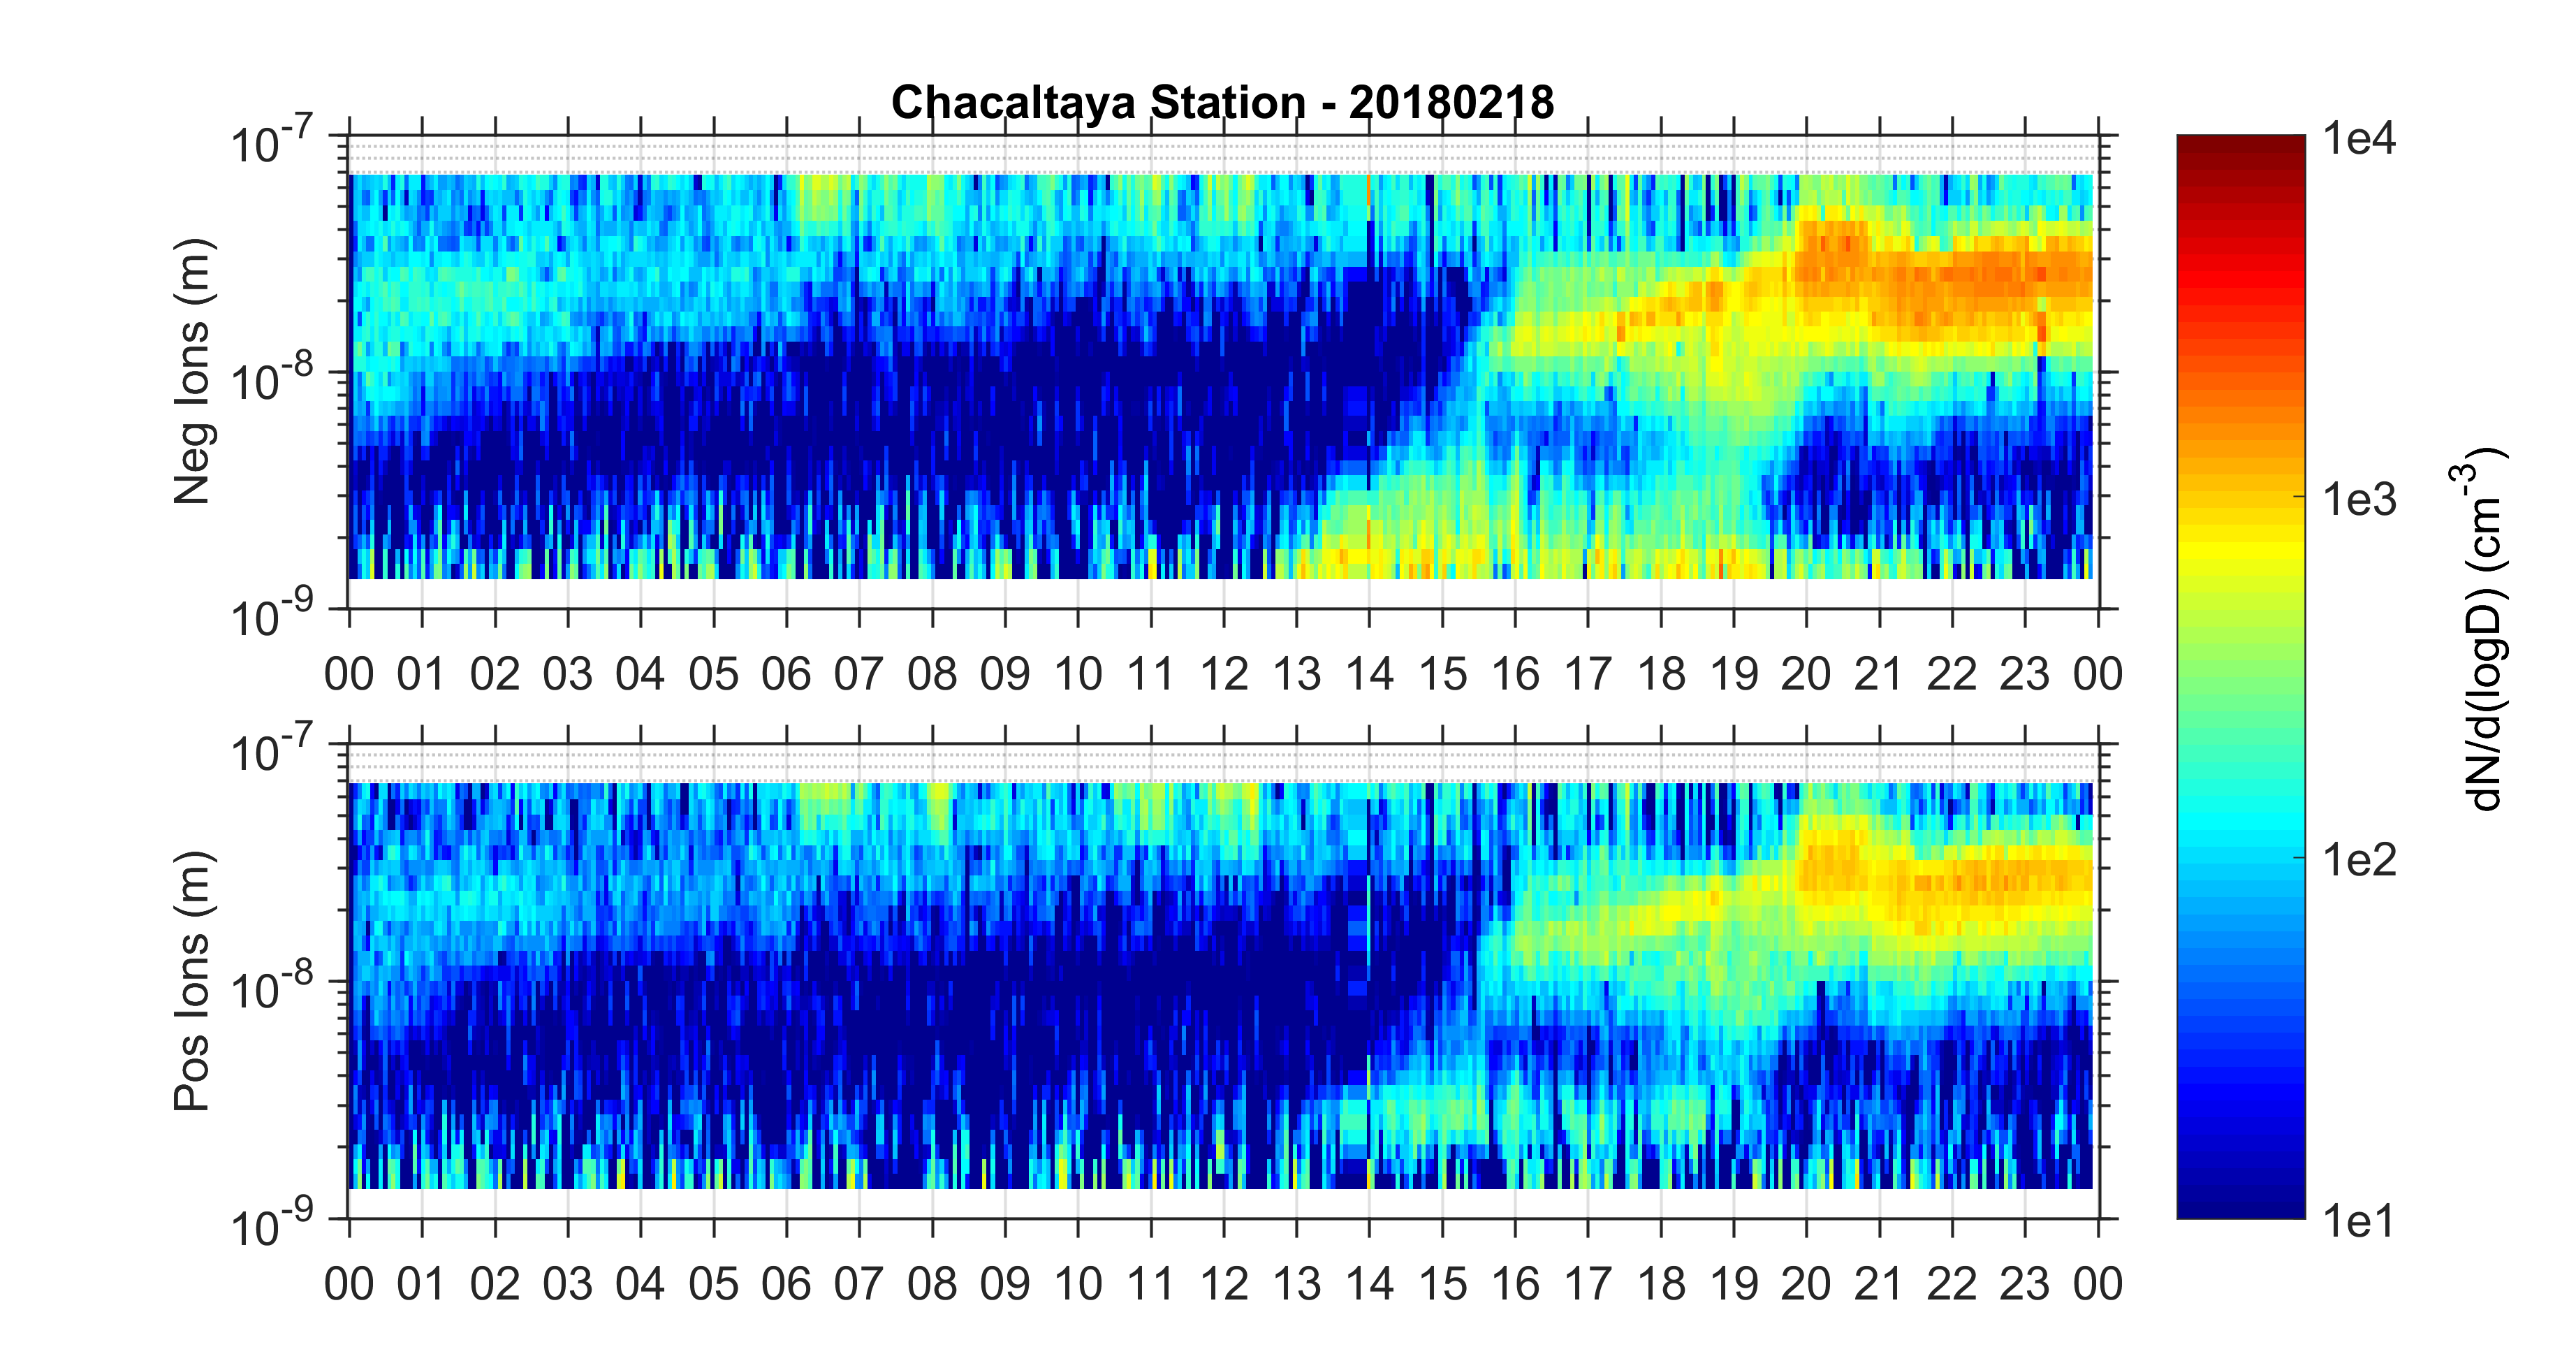 Chacaltaya Station - 20180218
10-7
10-8
10-9
Neg Ions (m)
00 01 02 03 04 05 06 07 08 09 10 11 12 13 14 15 16 17 18 19 20 21 22 23 00
10-7
10-8
10-9
Pos Ions (m)
00 01 02 03 04 05 06 07 08 09 10 11 12 13 14 15 16 17 18 19 20 21 22 23 00
1e4
1e3
1e2
1e1
dN/d(logD) (cm-3)